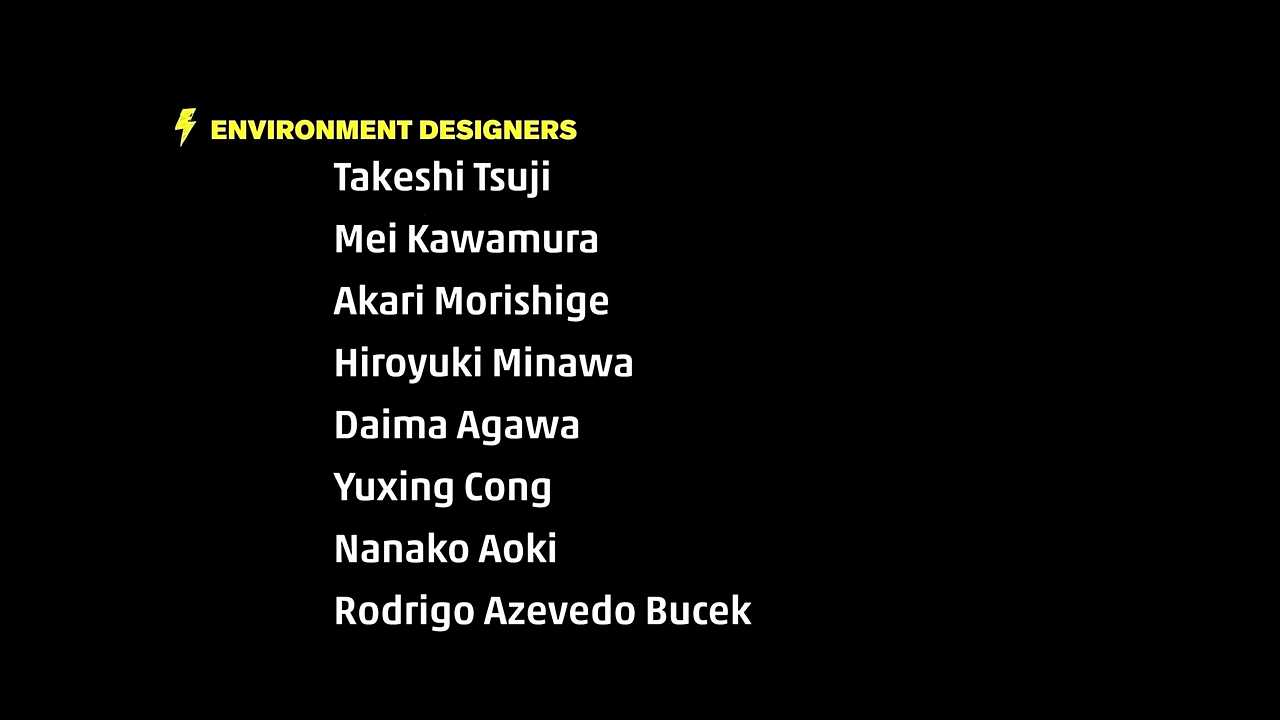 ENVIRONMENT DESIGNERS
Takeshi Tsuji
Mei Kawamura
Akari Morishige
Hiroyuki Minawa
Daima Agawa
Yuxing Cong
Nanako Aoki
Rodrigo Azevedo Bucek